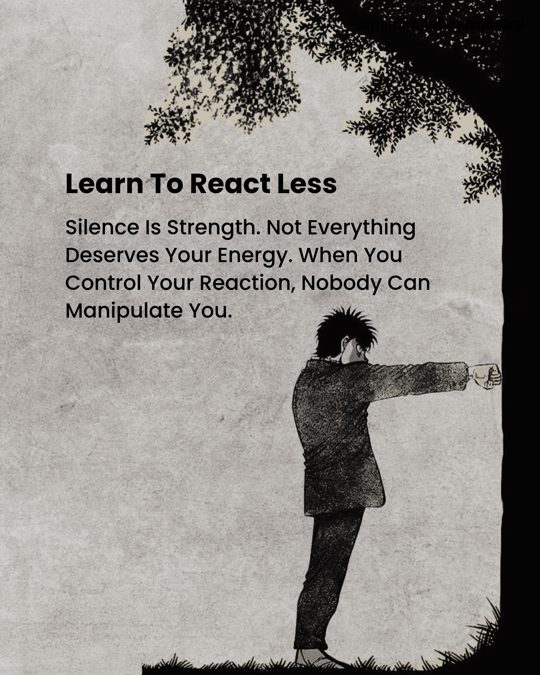 Learn To React Less
Silence Is Strength. Not Everything
Deserves Your Energy. When You
Control Your Reaction, Nobody Can
Manipulate You.